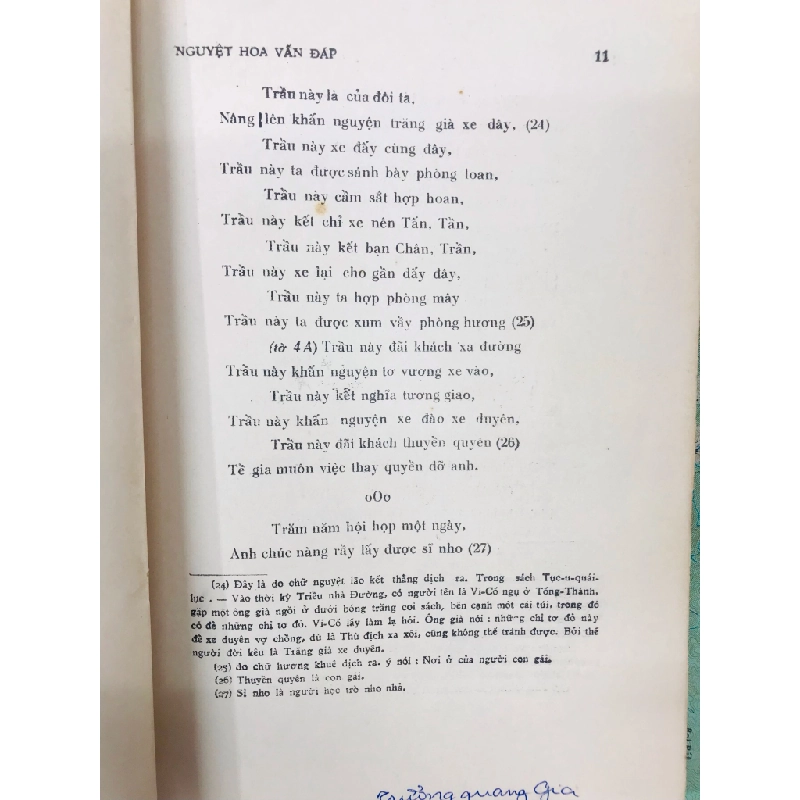 NGUYỆT HOA VẤN ĐÁP 11
Trầu này là của đôi ta,
Nâng lên khấn nguyện trăng già xe dây. (24)
Trầu này xe đấy cùng dây,
Trầu này ta được sánh bày phòng loan,
Trầu này cầm sắt hợp hoan,
Trầu này kết chỉ xe nên Tấn, Tần,
Trầu này kết bạn Châu, Trần,
Trầu này xe lại cho gần đấy đây,
Trầu này ta hợp phòng mây
Trầu này ta được xum vầy phòng hương (25)
(tờ 4A) Trầu này đãi khách xa đường
Trầu này khấn nguyện tơ vương xe vào,
Trầu này kết nghĩa tương giao,
Trầu này khấn nguyện xe đào xe duyên,
Trầu này đãi khách thuyền quyên (26)
Tề gia muôn việc thay quyền đỡ anh.
oOo
Trăm năm hội họp một ngày,
Anh chúc nàng rầy lấy được sĩ nho (27)
(24) Đây là do chữ nguyệt lão kết thằng dịch ra. Trong sách Tục-u-quái-
lục. — Vào thời kỳ Triều nhà Đường, có người tên là Vi-Cố ngụ ở Tống-Thành,
gặp một ông già ngồi ở dưới bóng trăng coi sách, bên cạnh một cái túi, trong đó
có để những chỉ tơ đỏ. Vi-Cố lấy làm lạ hỏi. Ông già nói : những chỉ tơ đỏ này
để xe duyên vợ chồng, dù là Thù địch xa xôi, cũng không thể tránh được. Bởi thế
người đời kêu là Trăng già xe duyên.
(25) do chữ hương khuê dịch ra, ý nói : Nơi ở của người con gái.
(26) Thuyền quyên là con gái.
(27) Sĩ nho là người học trò nho nhã.
Trưởng quang Gia